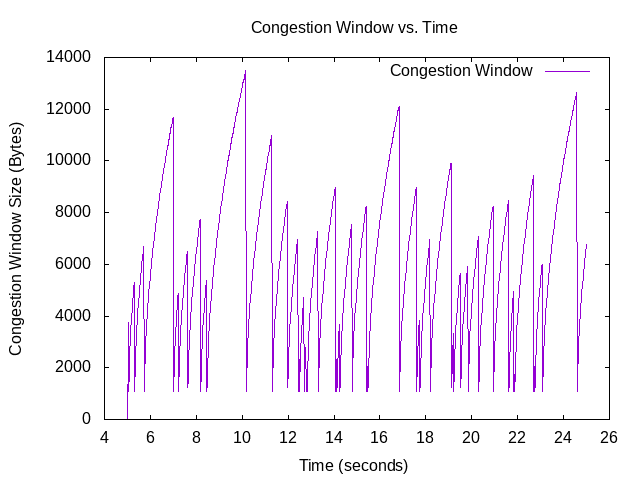 Congestion Window vs. Time
Congestion Window
Congestion Window Size (Bytes)
14000
12000
10000
8000
6000
4000
2000
0
4 6 8 10 12 14 16 18 20 22 24 26
Time (seconds)